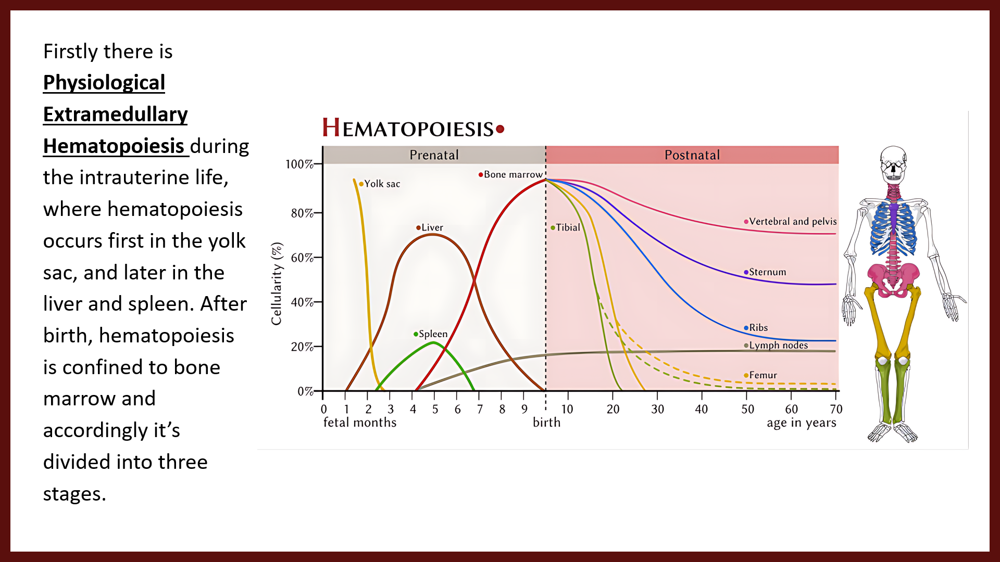 Firstly there is
Physiological
Extramedullary
Hematopoiesis during
the intrauterine life,
where hematopoiesis
occurs first in the yolk
sac, and later in the
liver and spleen. After
birth, hematopoiesis
is confined to bone
marrow and
accordingly it’s
divided into three
stages.
HEMATOPOIESIS
Prenatal
Postnatal
Cellularity (%)
100%
80%
60%
40%
20%
0%
Yolk sac
Liver
Spleen
Bone marrow
Tibial
Vertebral and pelvis
Sternum
Ribs
Lymph nodes
Femur
0 1 2 3 4 5 6 7 8 9 10 20 30 40 50 60 70
fetal months birth age in years